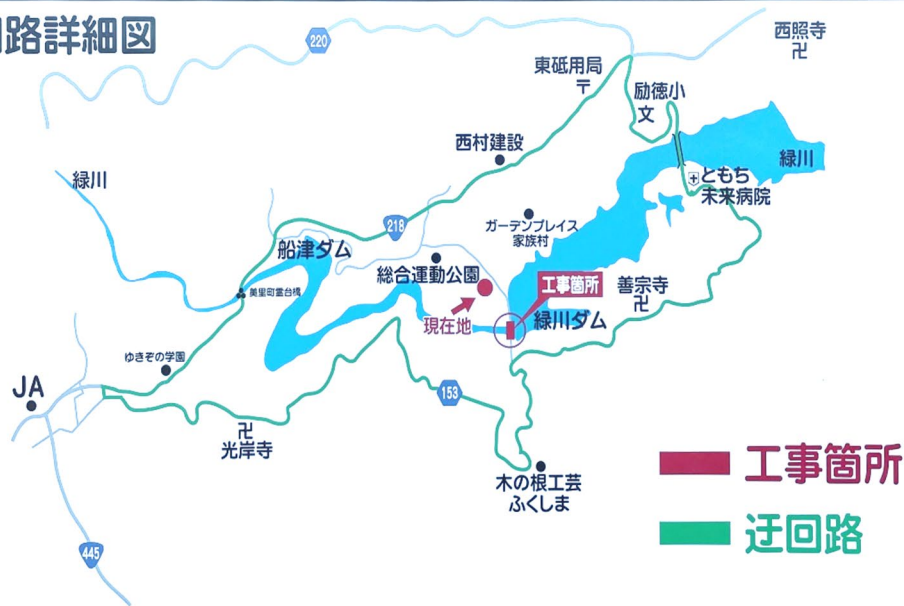 路詳細図
220
西照寺
卍
東砥用局
〒
励徳小
文
西村建設
緑川
緑川
ともち
未来病院
218
ガーデンプレイス
家族村
船津ダム
総合運動公園
工事箇所
善宗寺
卍
美里町霊台橋
現在地
緑川ダム
ゆきぞの学園
JA
153
卍
光岸寺
木の根工芸
ふくしま
工事箇所
迂回路
445